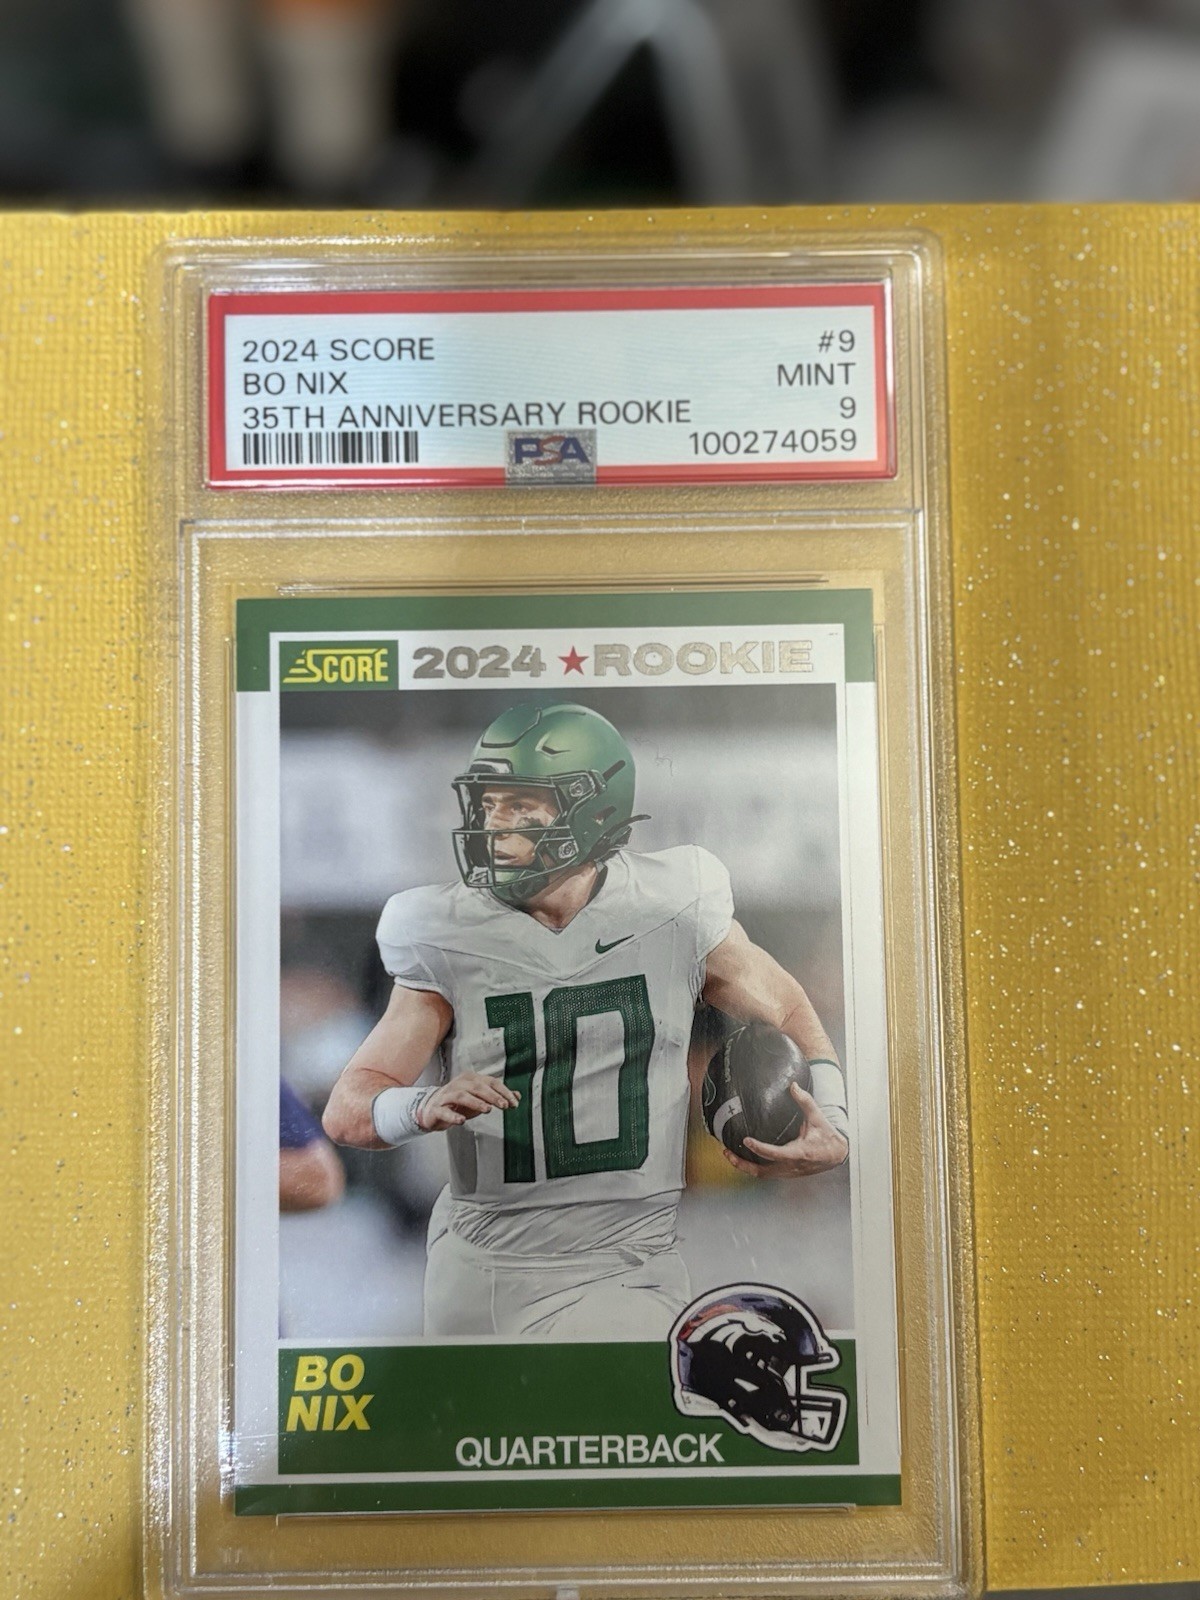 2024 SCORE
#9
BO NIX
MINT
35TH ANNIVERSARY ROOKIE
9
PSA
100274059
SCORE 2024 ★ ROOKIE
10
BO
NIX
QUARTERBACK